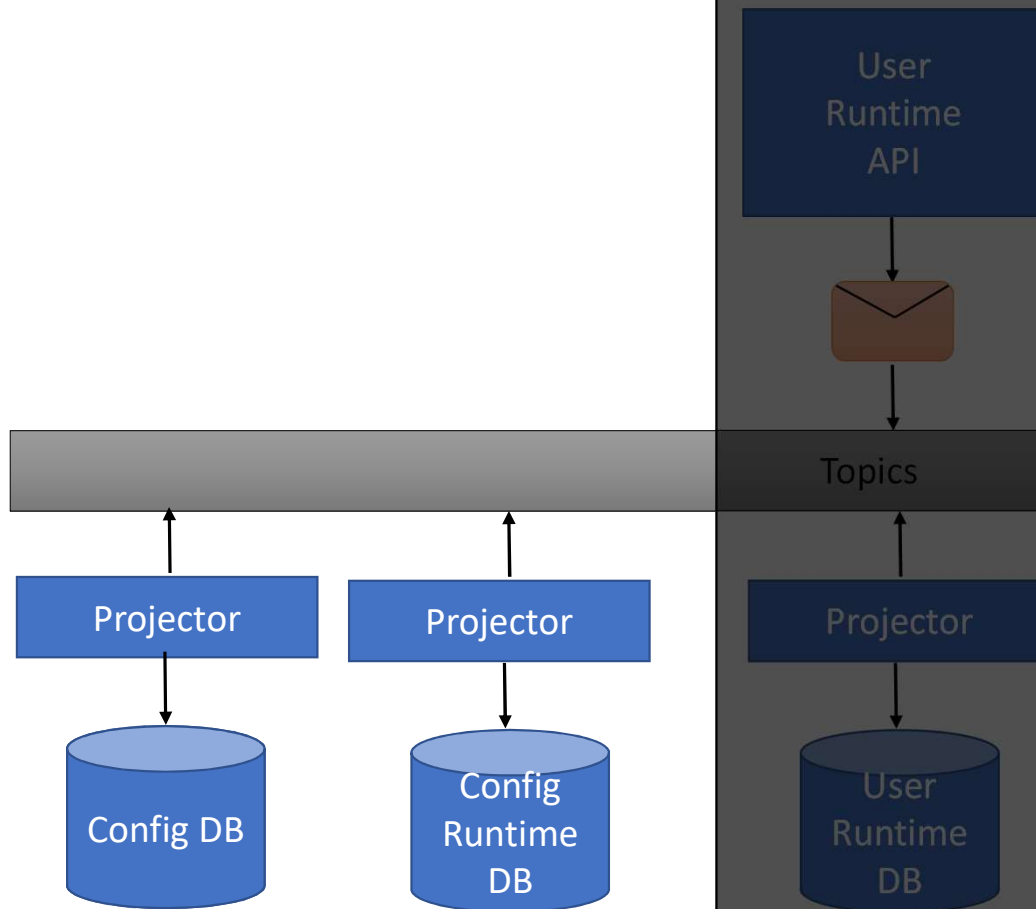 User
Runtime
API
Topics
Projector
Projector
Projector
Config DB
Config
Runtime
DB
User
Runtime
DB